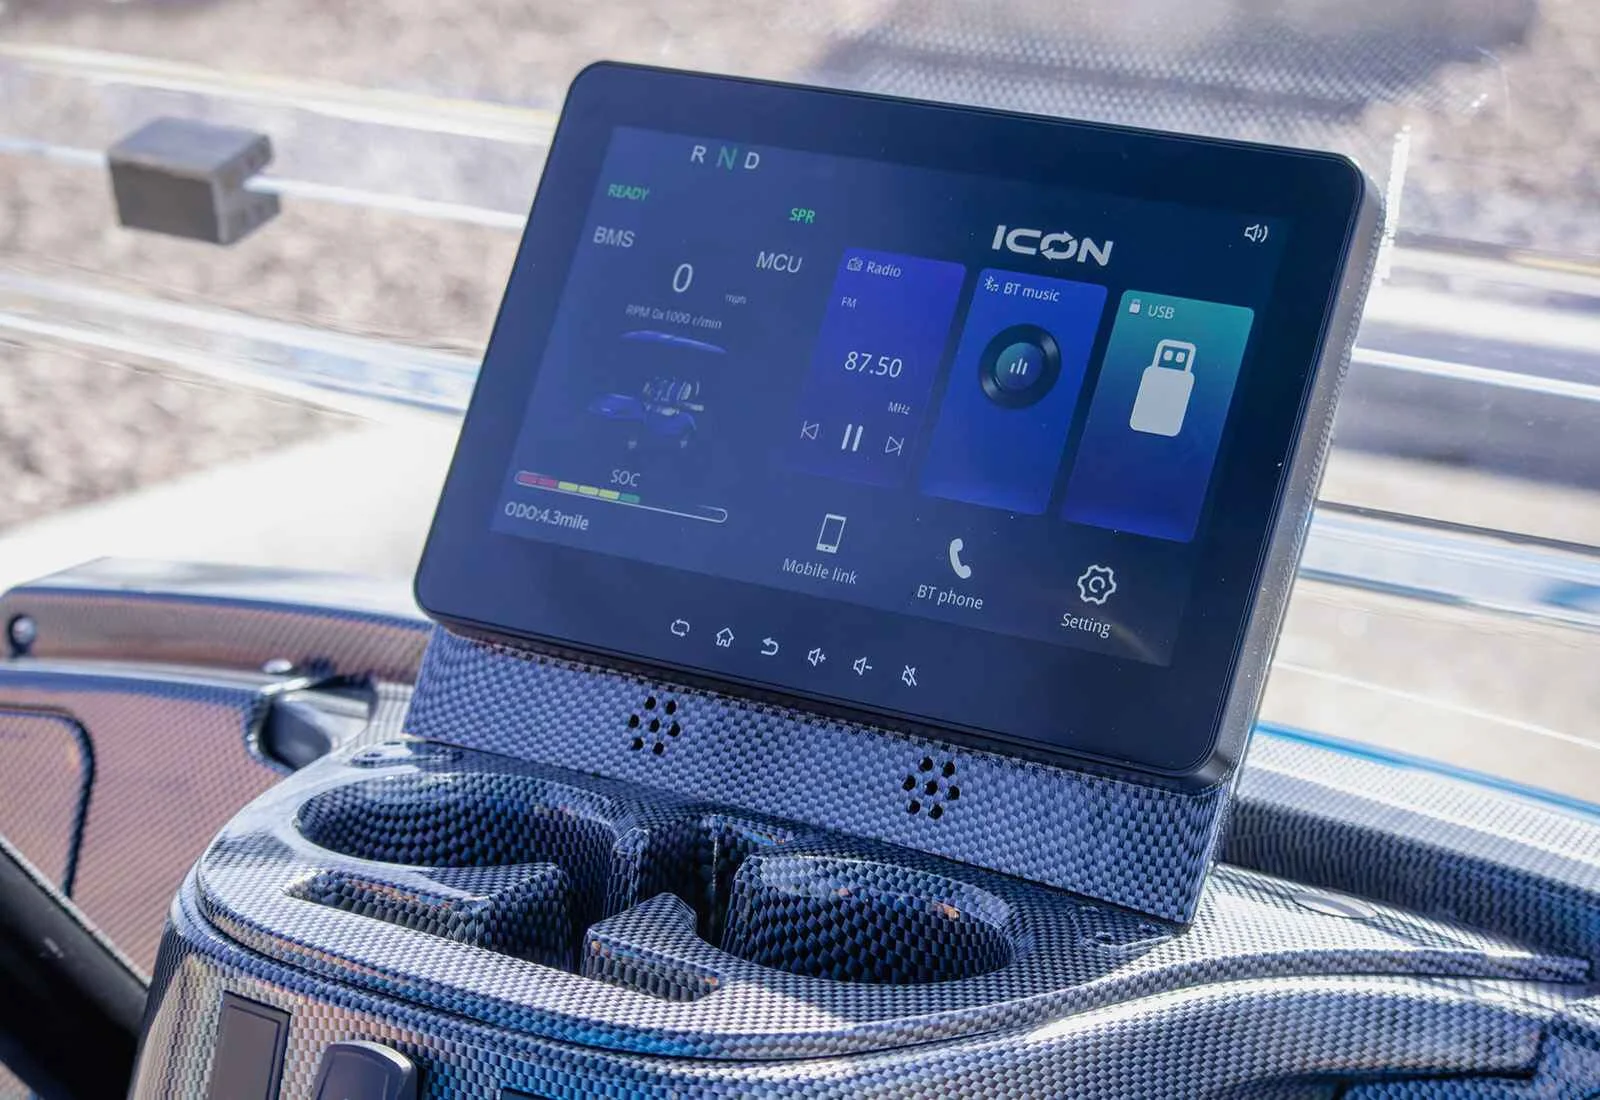 R N D
READY
SPR
BMS
MCU
0
mph
RPM 0x1000 r/min
SOC
ODO:4.3mile
ICON
Radio
FM
87.50
MHz
BT music
USB
Mobile link
BT phone
Setting